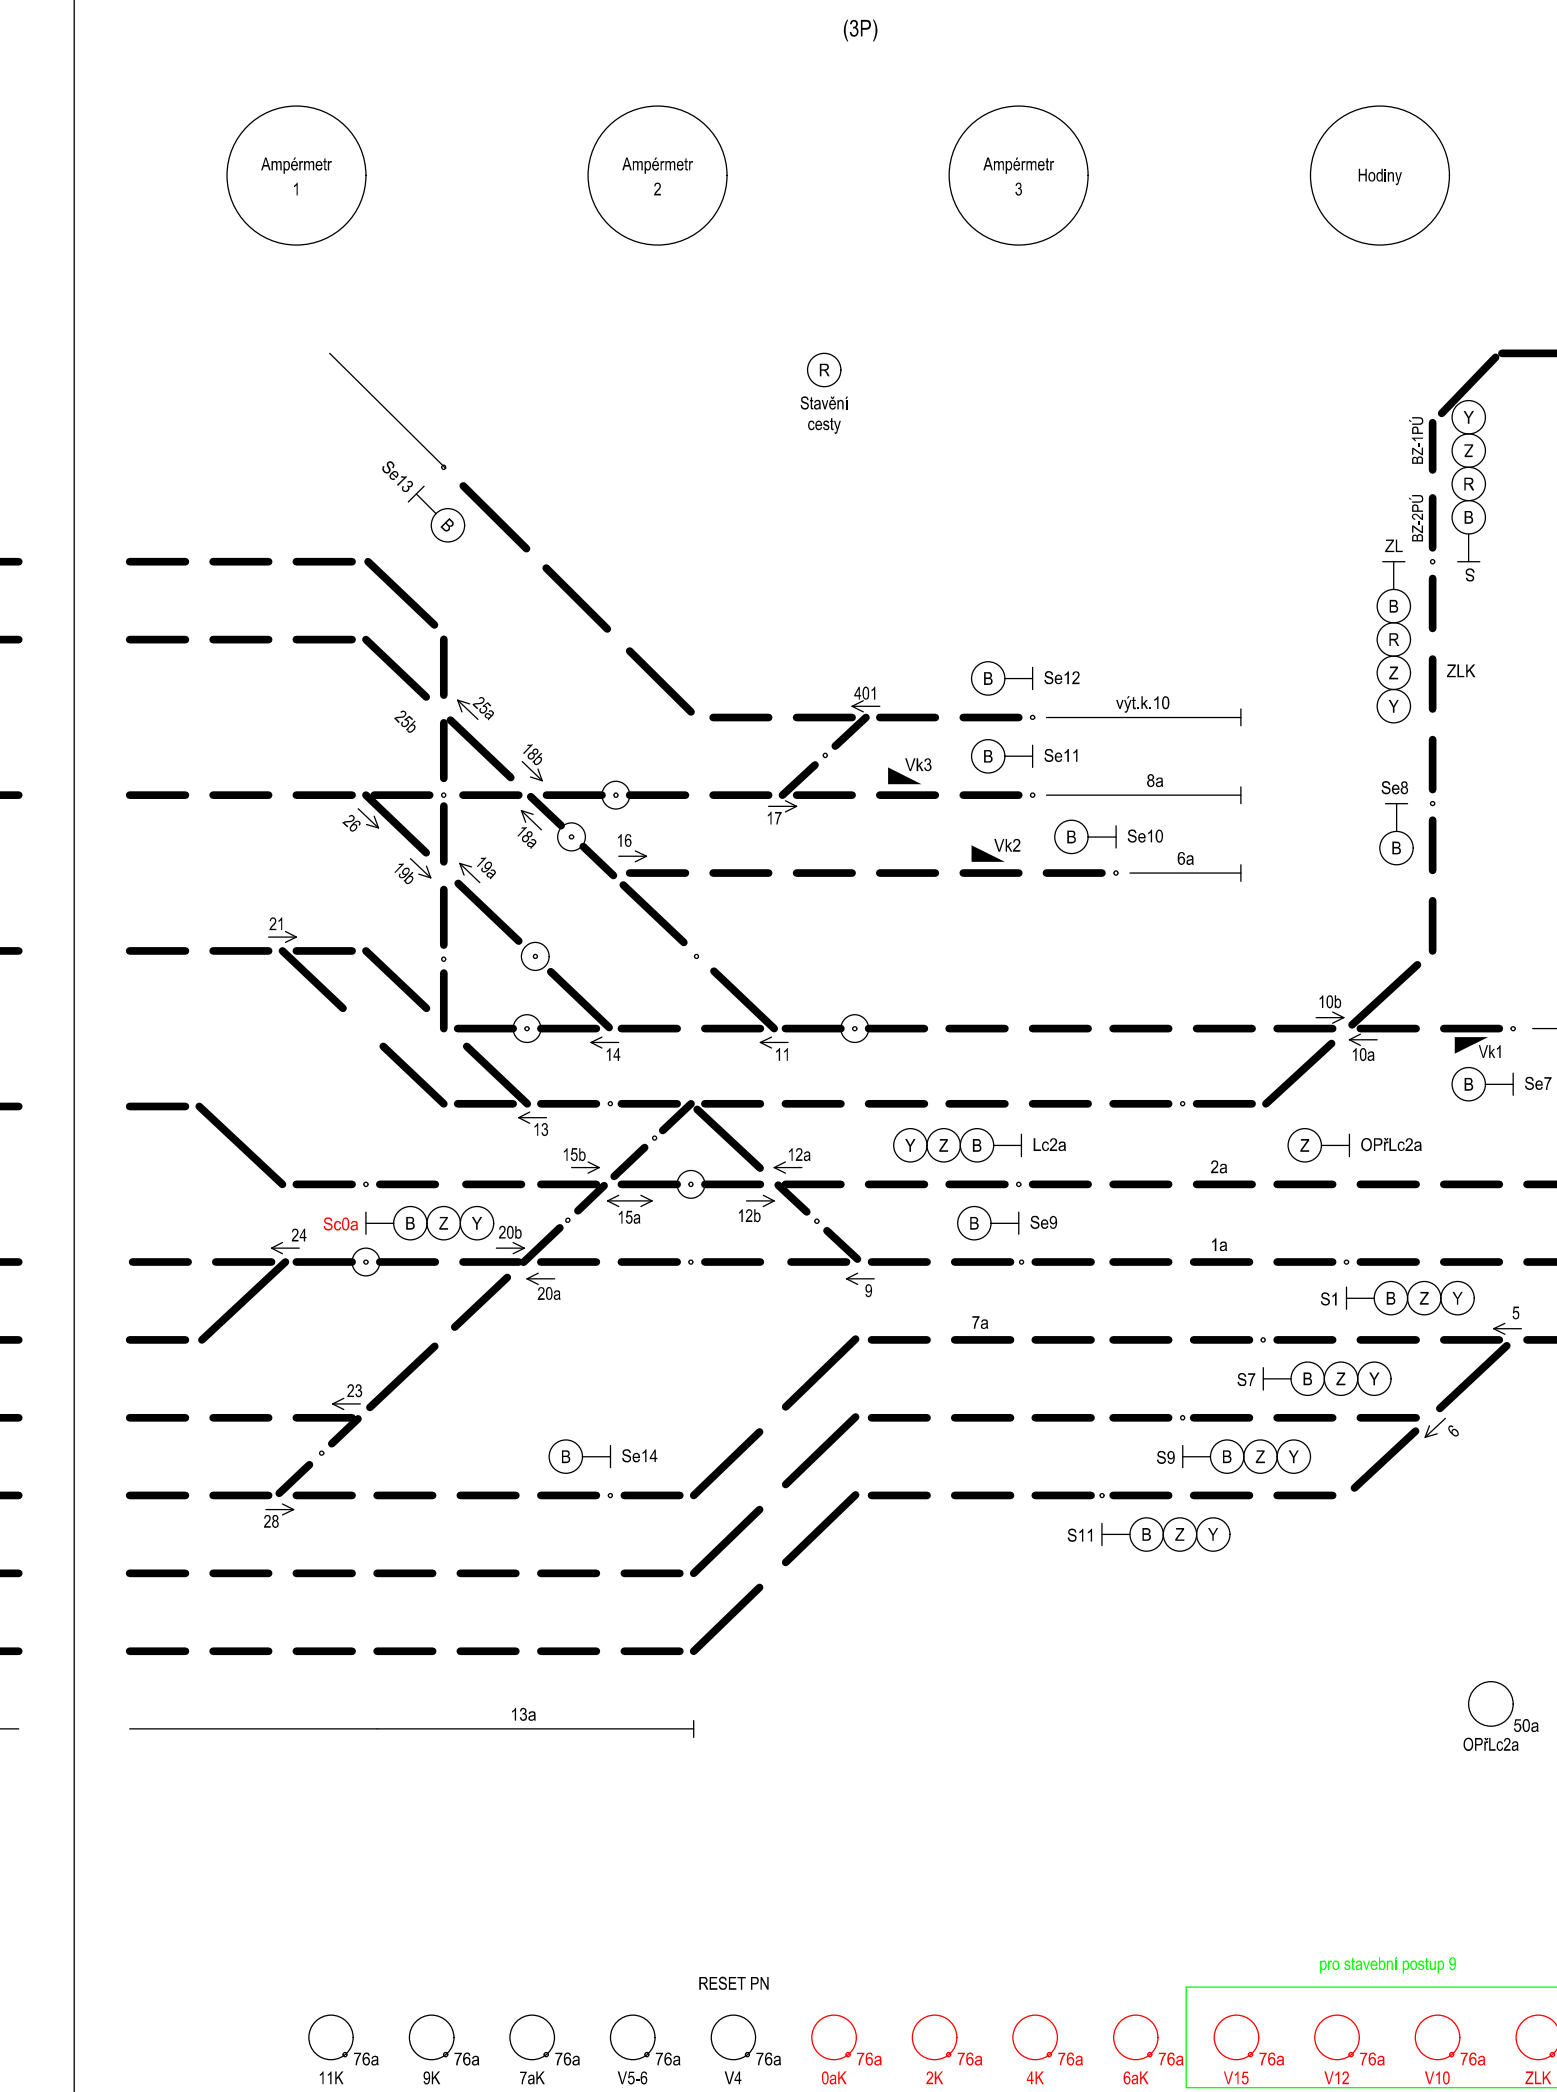 (3P)
Ampérmetr
1
Ampérmetr
2
Ampérmetr
3
Hodiny
R
Stavění
cesty
Y
Z
R
B
S
BZ-1PÚ
BZ-2PÚ
Se13
B
ZL
B
R
Z
Y
ZLK
B Se12
401
výt.k.10
25a
25b
18b
B Se11
Vk3
8a
17
26
18a
16
B Se10
Vk2
6a
Se8
B
19b
19a
21
14
11
10b
10a
Vk1
B Se7
13
15b
12a
Y Z B Lc2a
Z OPřLc2a
2a
15a
12b
Sc0a B Z Y
B Se9
24
20b
1a
20a
9
S1 B Z Y
7a
5
S7 B Z Y
23
6
B Se14
S9 B Z Y
28
S11 B Z Y
13a
50a
OPřLc2a
pro stavební postup 9
RESET PN
76a 76a 76a 76a 76a 76a 76a 76a 76a 76a 76a 76a
11K 9K 7aK V5-6 V4 0aK 2K 4K 6aK V15 V12 V10 ZLK